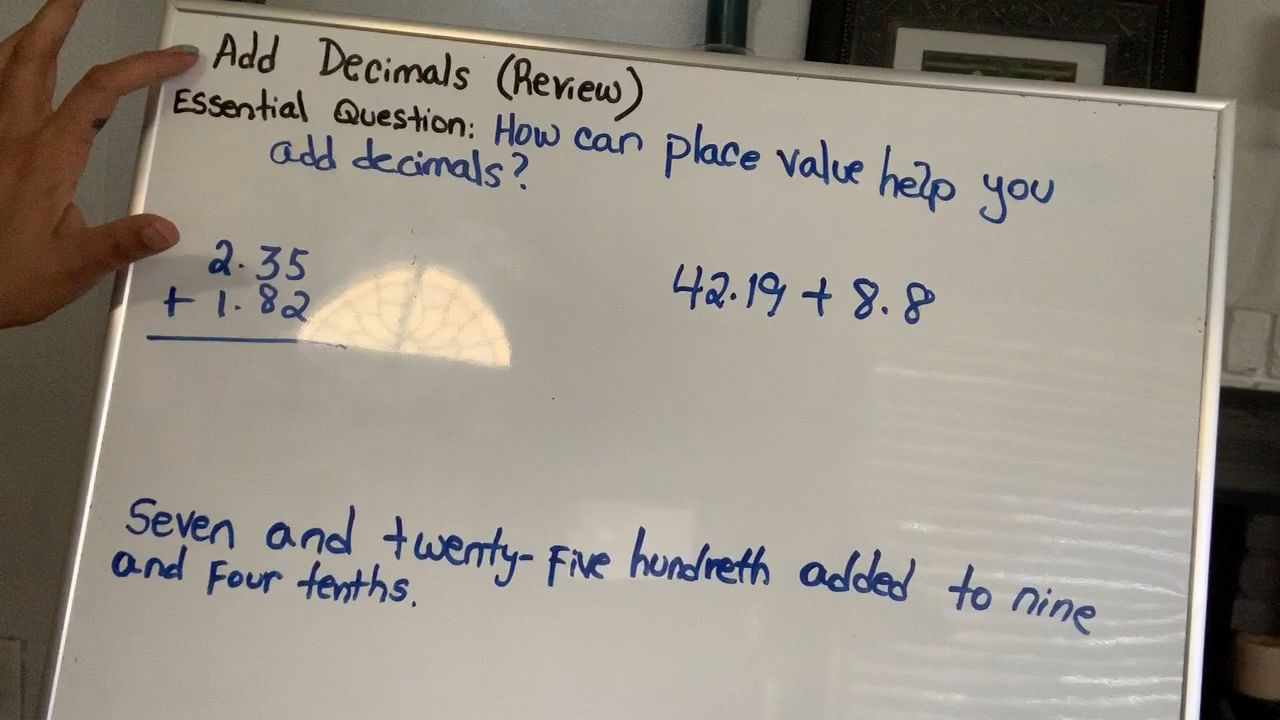 Add Decimals (Review)
Essential Question: How can place value help you
add decimals?
2.35
+ 1.82
42.19 + 8.8
Seven and twenty-five hundreth added to nine
and four tenths.